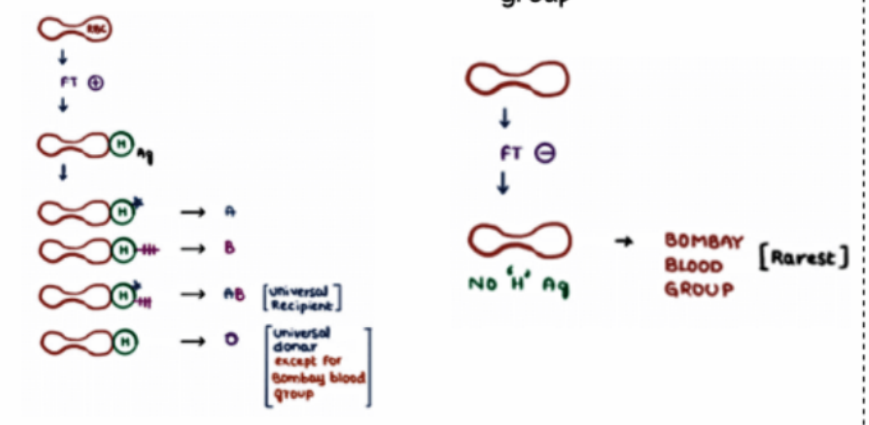 group
RBC
FT ⊕
H Ag
H → A
H → B
H → AB [universal
Recipient]
H → O [universal
donar
except for
Bombay blood
group]
FT ⊖
NO "H" Ag
→ BOMBAY
BLOOD
GROUP
[Rarest]